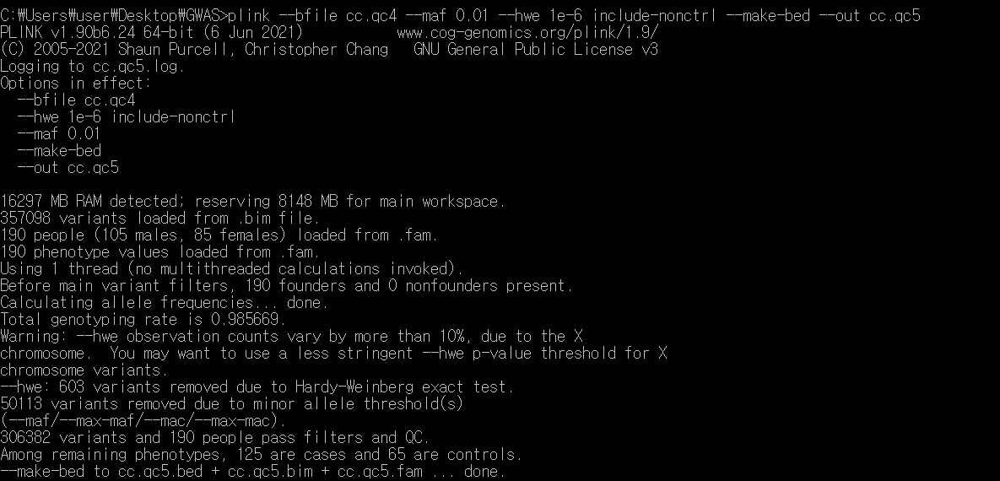 C:₩Users₩user₩Desktop₩GWAS>plink --bfile cc.qc4 --maf 0.01 --hwe 1e-6 include-nonctrl --make-bed --out cc.qc5
PLINK v1.90b6.24 64-bit (6 Jun 2021)           www.cog-genomics.org/plink/1.9/
(C) 2005-2021 Shaun Purcell, Christopher Chang   GNU General Public License v3
Logging to cc.qc5.log.
Options in effect:
  --bfile cc.qc4
  --hwe 1e-6 include-nonctrl
  --maf 0.01
  --make-bed
  --out cc.qc5

16297 MB RAM detected; reserving 8148 MB for main workspace.
357098 variants loaded from .bim file.
190 people (105 males, 85 females) loaded from .fam.
190 phenotype values loaded from .fam.
Using 1 thread (no multithreaded calculations invoked).
Before main variant filters, 190 founders and 0 nonfounders present.
Calculating allele frequencies... done.
Total genotyping rate is 0.985669.
Warning: --hwe observation counts vary by more than 10%, due to the X
chromosome.  You may want to use a less stringent --hwe p-value threshold for X
chromosome variants.
--hwe: 603 variants removed due to Hardy-Weinberg exact test.
50113 variants removed due to minor allele threshold(s)
(--maf/--max-maf/--mac/--max-mac).
306382 variants and 190 people pass filters and QC.
Among remaining phenotypes, 125 are cases and 65 are controls.
--make-bed to cc.qc5.bed + cc.qc5.bim + cc.qc5.fam ... done.